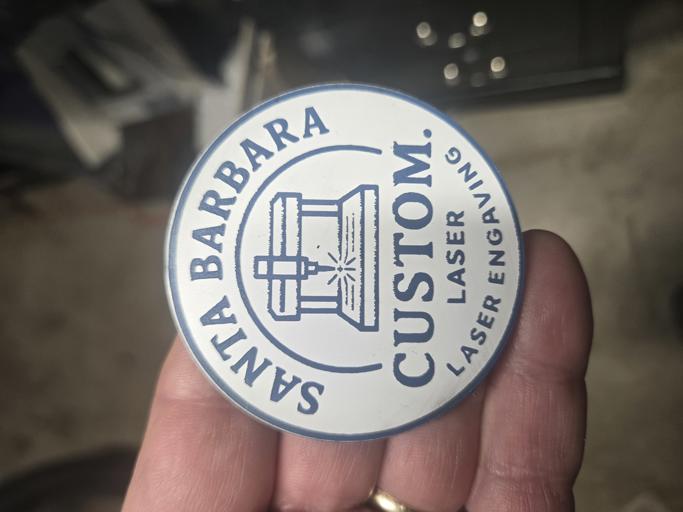 SANTA BARBARA
CUSTOM.
LASER
LASER ENGAVING